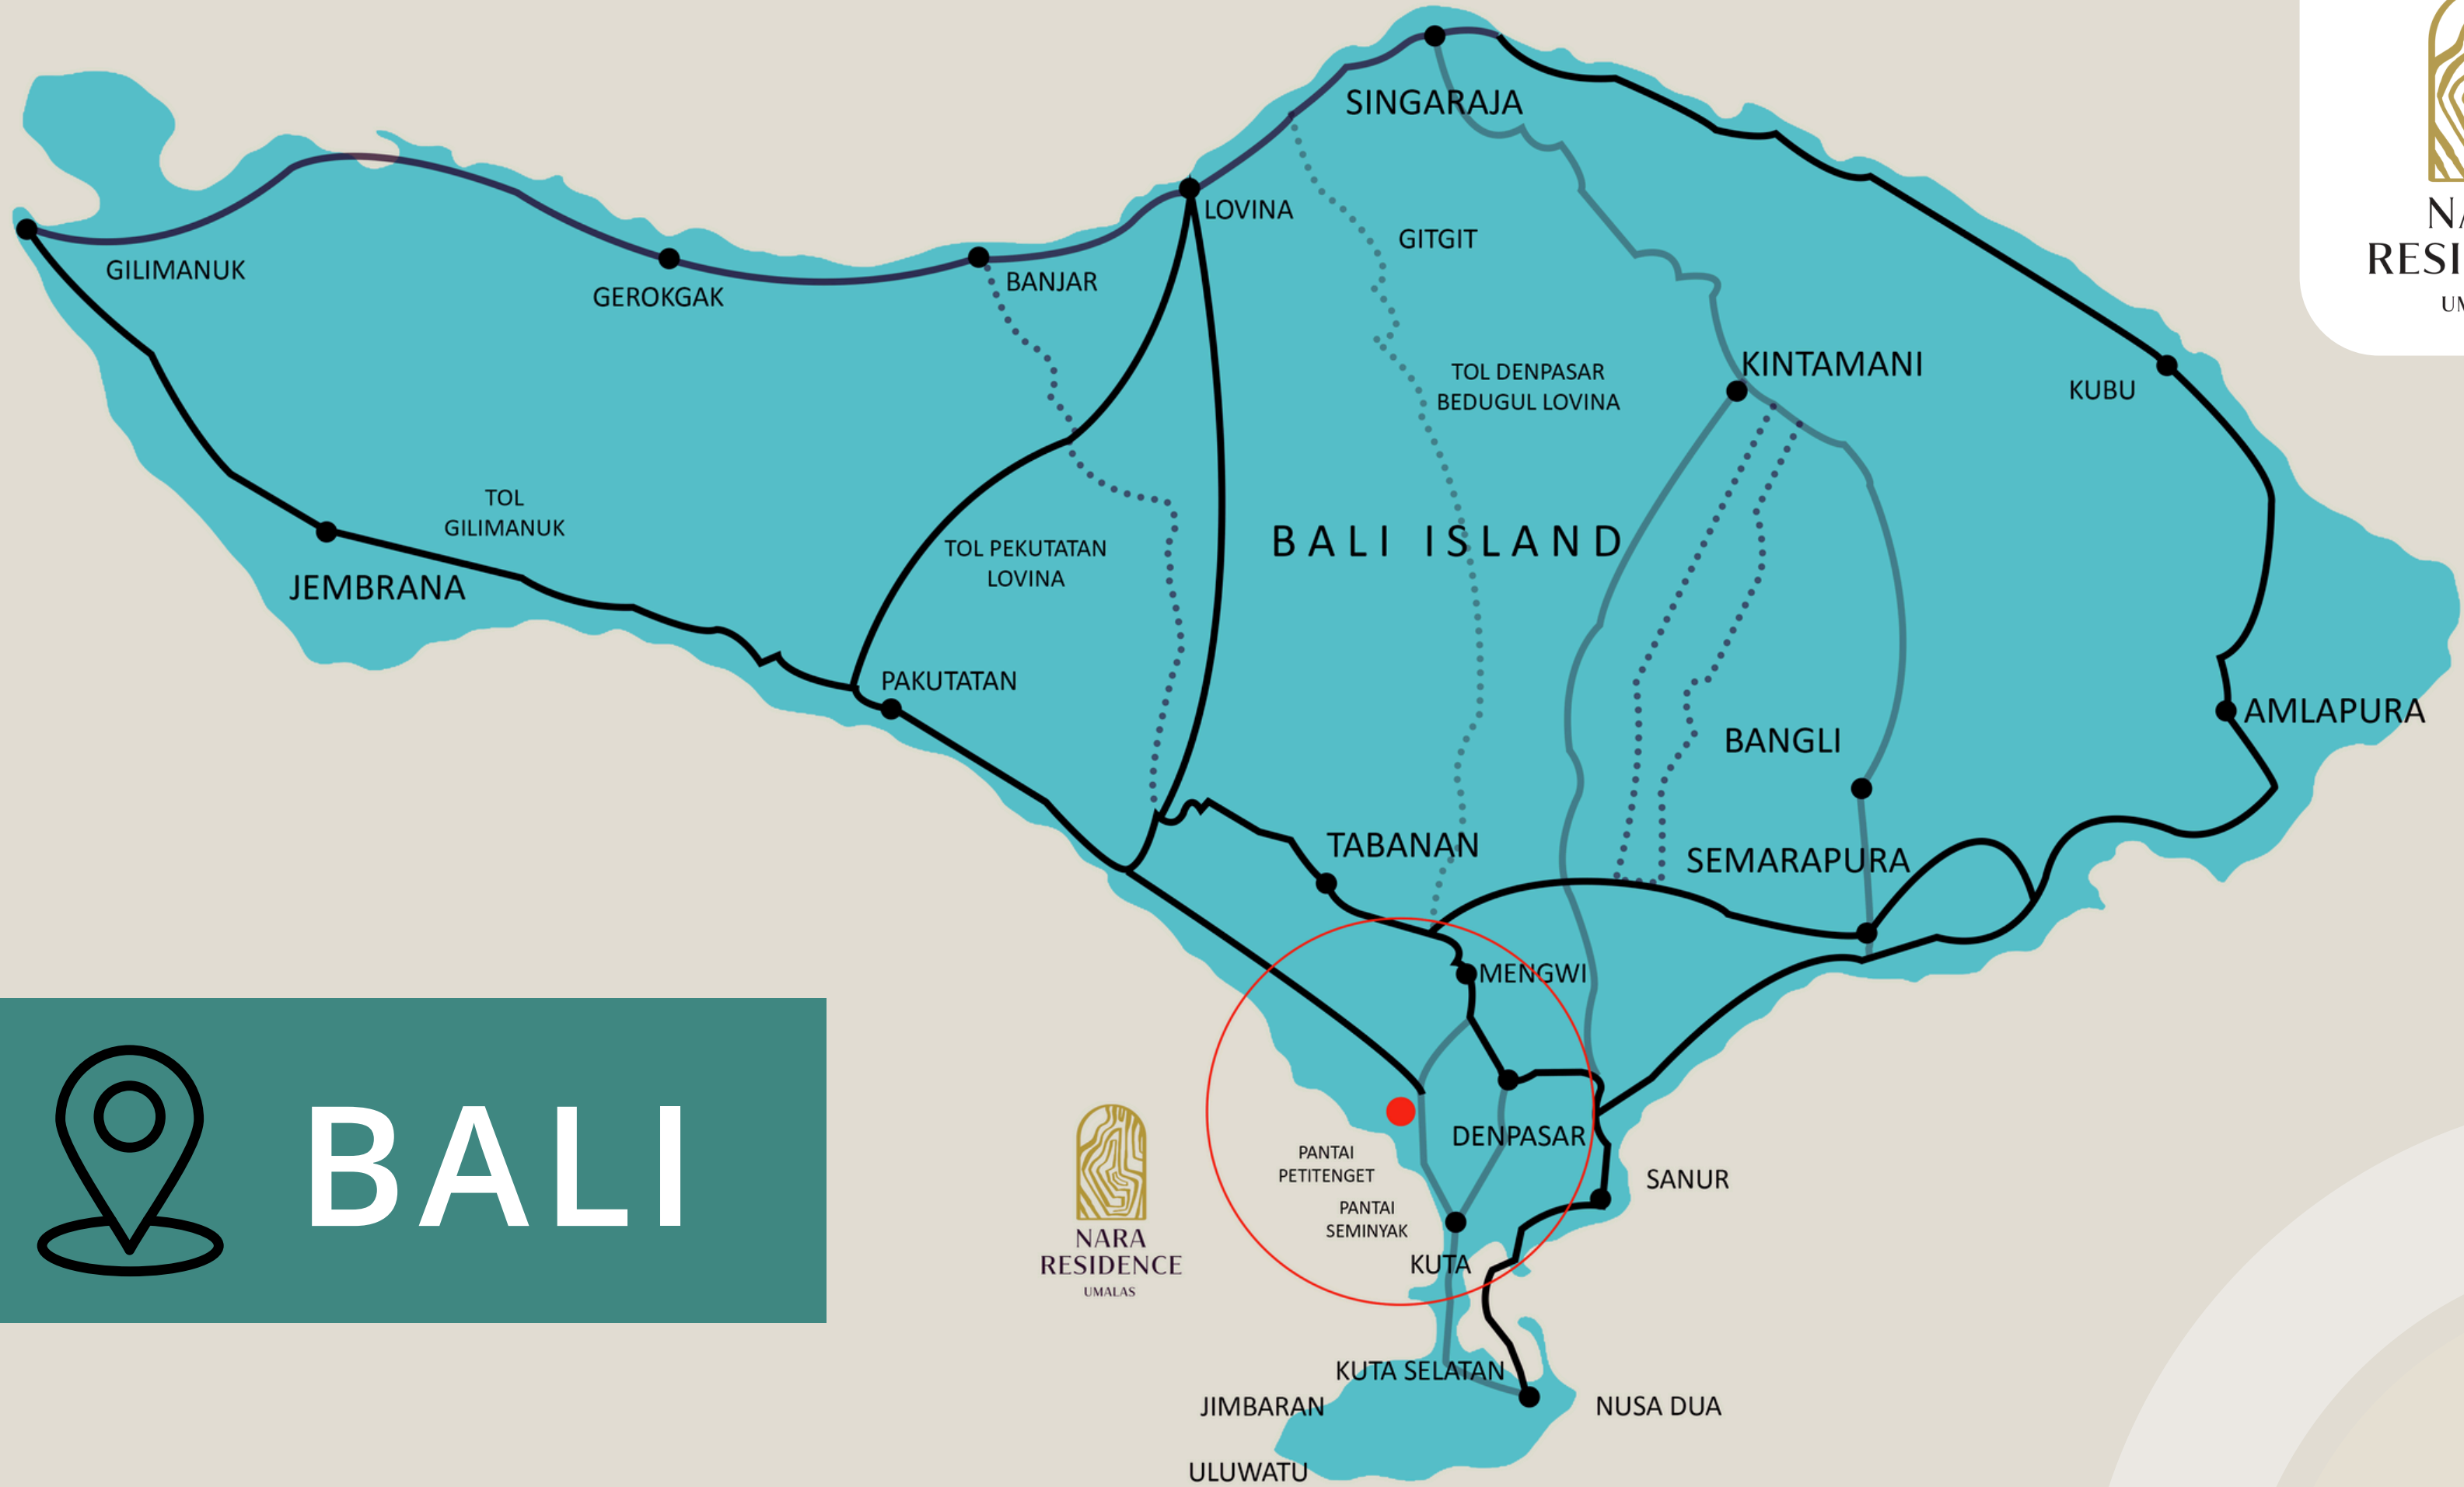 SINGARAJA
LOVINA
GITGIT
GILIMANUK
GEROKGAK
BANJAR
TOL DENPASAR
BEDUGUL LOVINA
KINTAMANI
KUBU
TOL
GILIMANUK
JEMBRANA
TOL PEKUTATAN
LOVINA
BALI ISLAND
PAKUTATAN
BANGLI
AMLAPURA
TABANAN
SEMARAPURA
MENGWI
DENPASAR
PANTAI
PETITENGET
PANTAI
SEMINYAK
SANUR
KUTA
KUTA SELATAN
JIMBARAN
NUSA DUA
ULUWATU
BALI
NARA
RESIDENCE
UMALAS